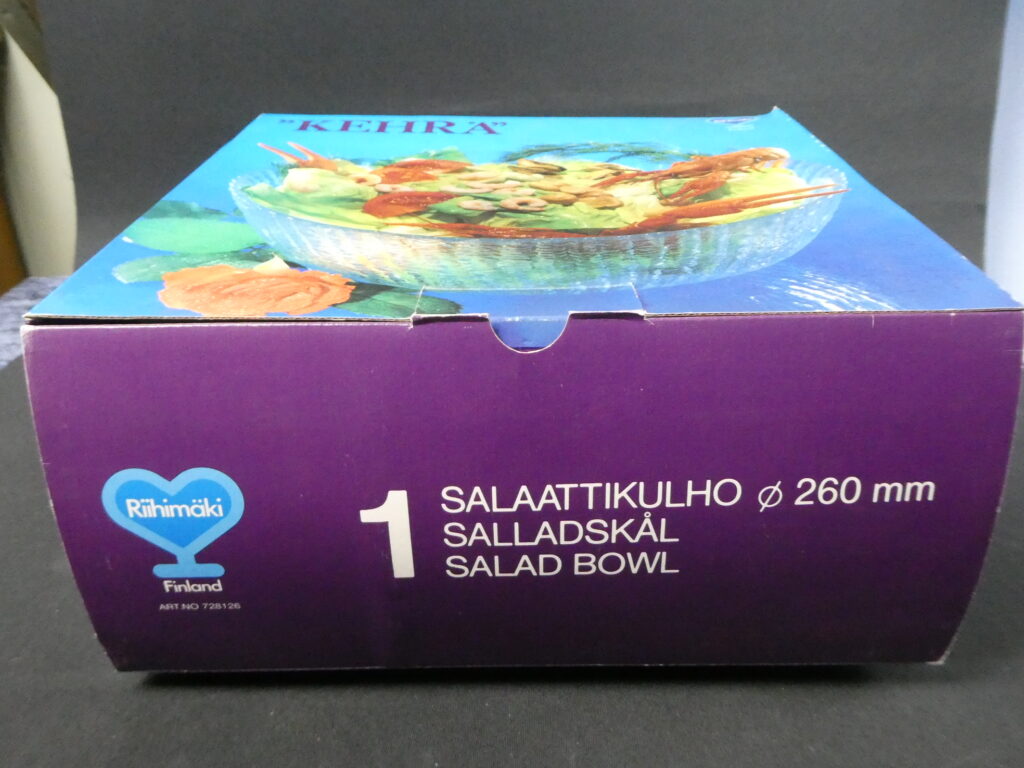 "KEHRÄ"
Riihimäki
Finland
ART.NO 728126
1
SALAATTIKULHO ⌀ 260 mm
SALLADSKÅL
SALAD BOWL